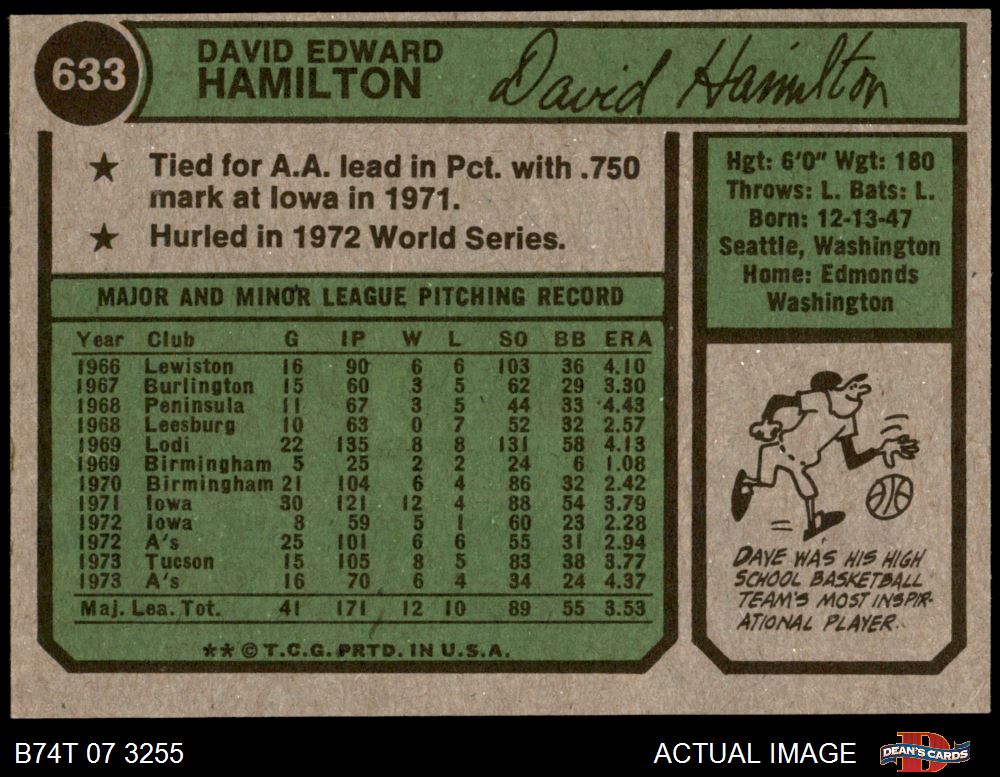 633
DAVID EDWARD
HAMILTON
David Hamilton
★ Tied for A.A. lead in Pct. with .750
mark at Iowa in 1971.
★ Hurled in 1972 World Series.
MAJOR AND MINOR LEAGUE PITCHING RECORD
Year Club G IP W L SO BB ERA
1966 Lewiston 16 90 6 6 103 36 4.10
1967 Burlington 15 60 3 5 62 29 3.30
1968 Peninsula 11 67 3 5 44 33 4.43
1968 Leesburg 10 63 0 7 52 32 2.57
1969 Lodi 22 135 8 8 131 58 4.13
1969 Birmingham 5 25 2 2 24 6 1.08
1970 Birmingham 21 104 6 4 86 32 2.42
1971 Iowa 30 121 12 4 88 54 3.79
1972 Iowa 8 59 5 1 60 23 2.28
1972 A's 25 101 6 6 55 31 2.94
1973 Tucson 15 105 8 5 83 38 3.77
1973 A's 16 70 6 4 34 24 4.37
Maj. Lea. Tot. 41 171 12 10 89 55 3.53
** © T.C.G. PRTD. IN U.S.A.
Hgt: 6'0" Wgt: 180
Throws: L. Bats: L.
Born: 12-13-47
Seattle, Washington
Home: Edmonds
Washington
DAVE WAS HIS HIGH
SCHOOL BASKETBALL
TEAM'S MOST INSPIR-
ATIONAL PLAYER.
B74T 07 3255
ACTUAL IMAGE
DEAN'S CARDS